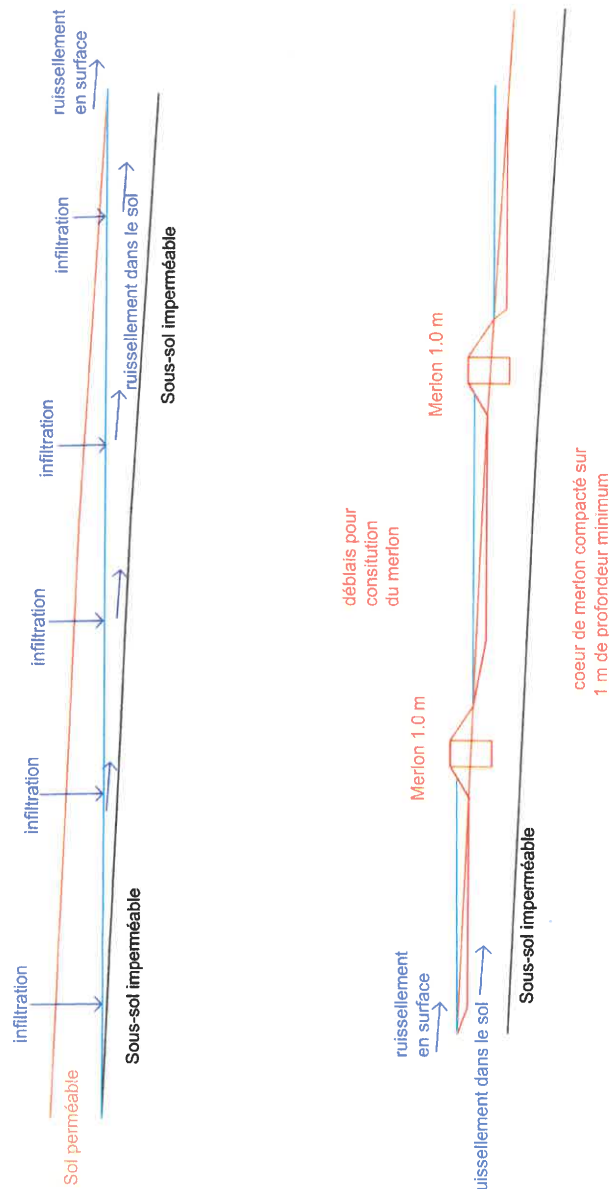 infiltration
infiltration
infiltration
infiltration
infiltration
ruissellement
en surface
Sol perméable
ruissellement dans le sol
Sous-sol imperméable
Sous-sol imperméable
déblais pour
consitution
du merlon
ruissellement
en surface
Merlon 1.0 m
Merlon 1.0 m
uissellement dans le sol
Sous-sol imperméable
coeur de merlon compacté sur
1 m de profondeur minimum